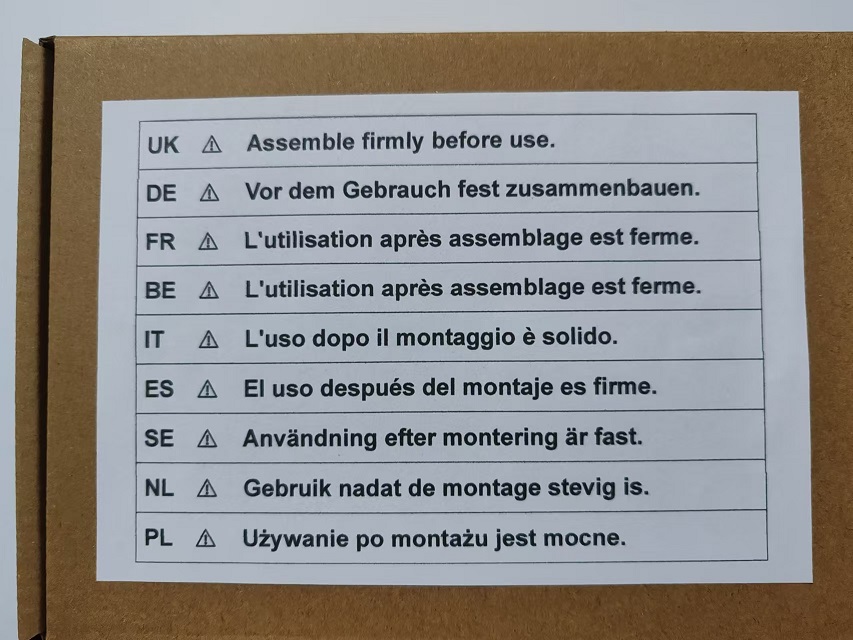 UK ⚠ Assemble firmly before use.
DE ⚠ Vor dem Gebrauch fest zusammenbauen.
FR ⚠ L'utilisation après assemblage est ferme.
BE ⚠ L'utilisation après assemblage est ferme.
IT ⚠ L'uso dopo il montaggio è solido.
ES ⚠ El uso después del montaje es firme.
SE ⚠ Användning efter montering är fast.
NL ⚠ Gebruik nadat de montage stevig is.
PL ⚠ Używanie po montażu jest mocne.